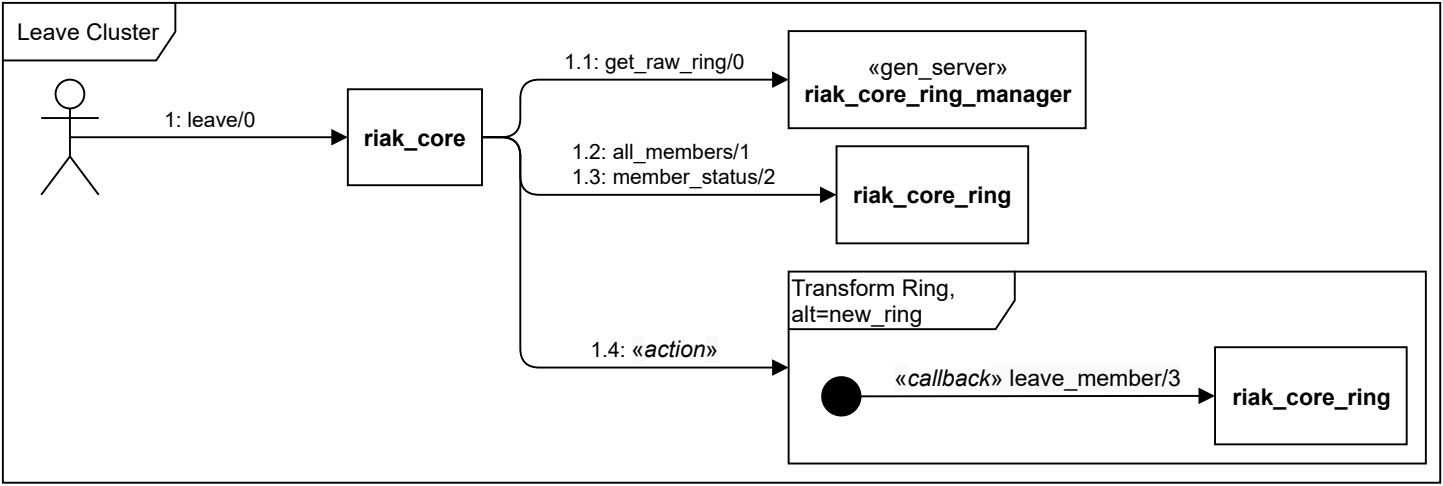 Leave Cluster
1: leave/0
riak_core
1.1: get_raw_ring/0
«gen_server»
riak_core_ring_manager
1.2: all_members/1
1.3: member_status/2
riak_core_ring
1.4: «action»
Transform Ring,
alt=new_ring
«callback» leave_member/3
riak_core_ring